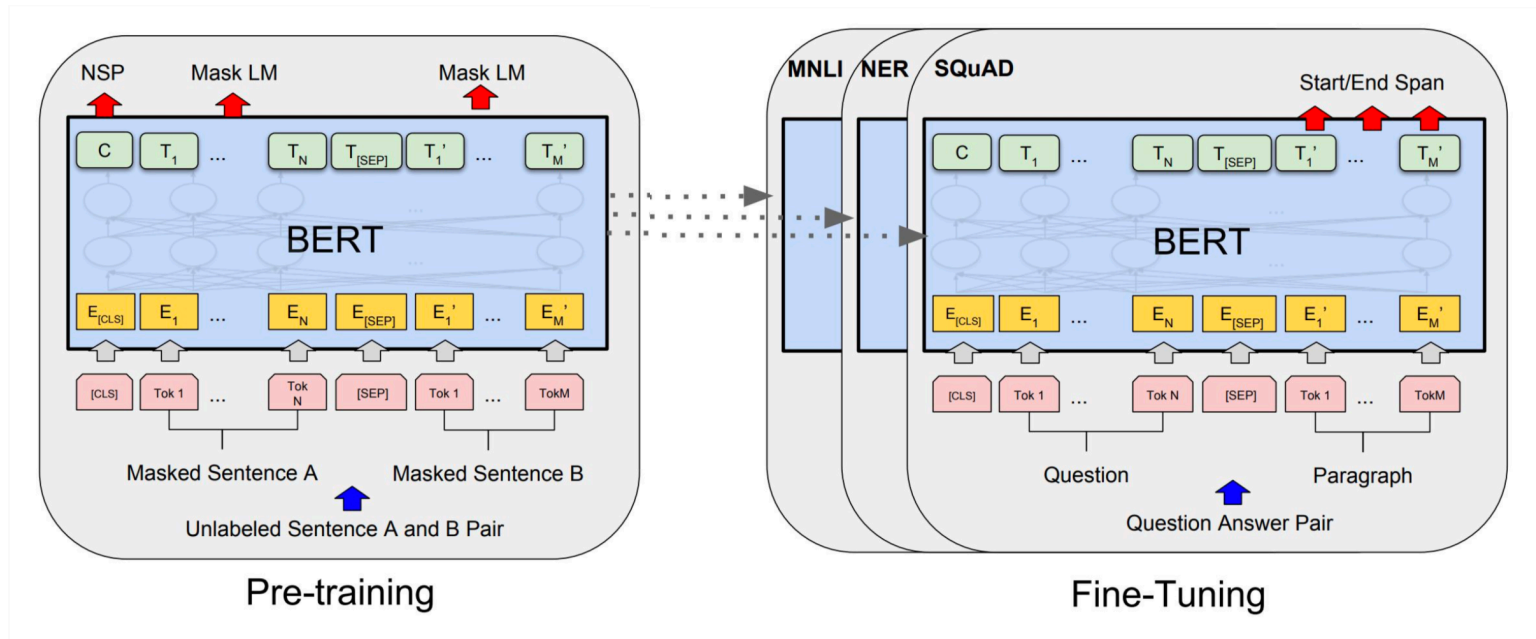 NSP Mask LM Mask LM
C T1 ... TN T[SEP] T1’ ... TM’
...
BERT
...
E[CLS] E1 ... EN E[SEP] E1’ ... EM’
[CLS] Tok 1 ... Tok N [SEP] Tok 1 ... TokM
Masked Sentence A Masked Sentence B
Unlabeled Sentence A and B Pair
Pre-training
MNLI NER SQuAD
Start/End Span
C T1 ... TN T[SEP] T1’ ... TM’
...
BERT
...
E[CLS] E1 ... EN E[SEP] E1’ ... EM’
[CLS] Tok 1 ... Tok N [SEP] Tok 1 ... TokM
Question Paragraph
Question Answer Pair
Fine-Tuning